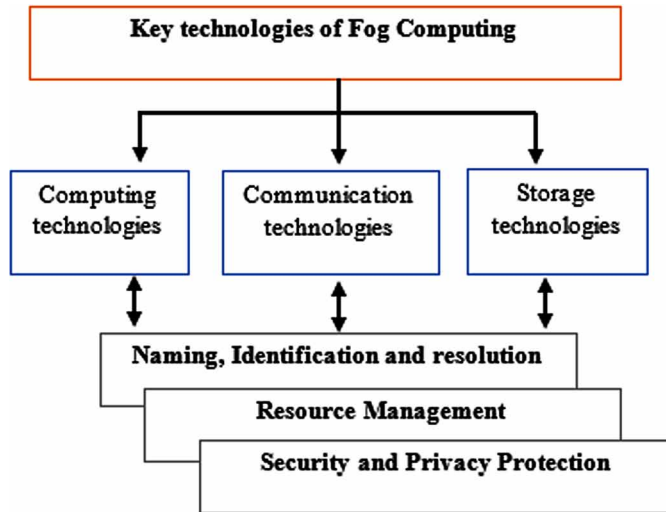 Key technologies of Fog Computing
Computing
technologies
Communication
technologies
Storage
technologies
Naming, Identification and resolution
Resource Management
Security and Privacy Protection